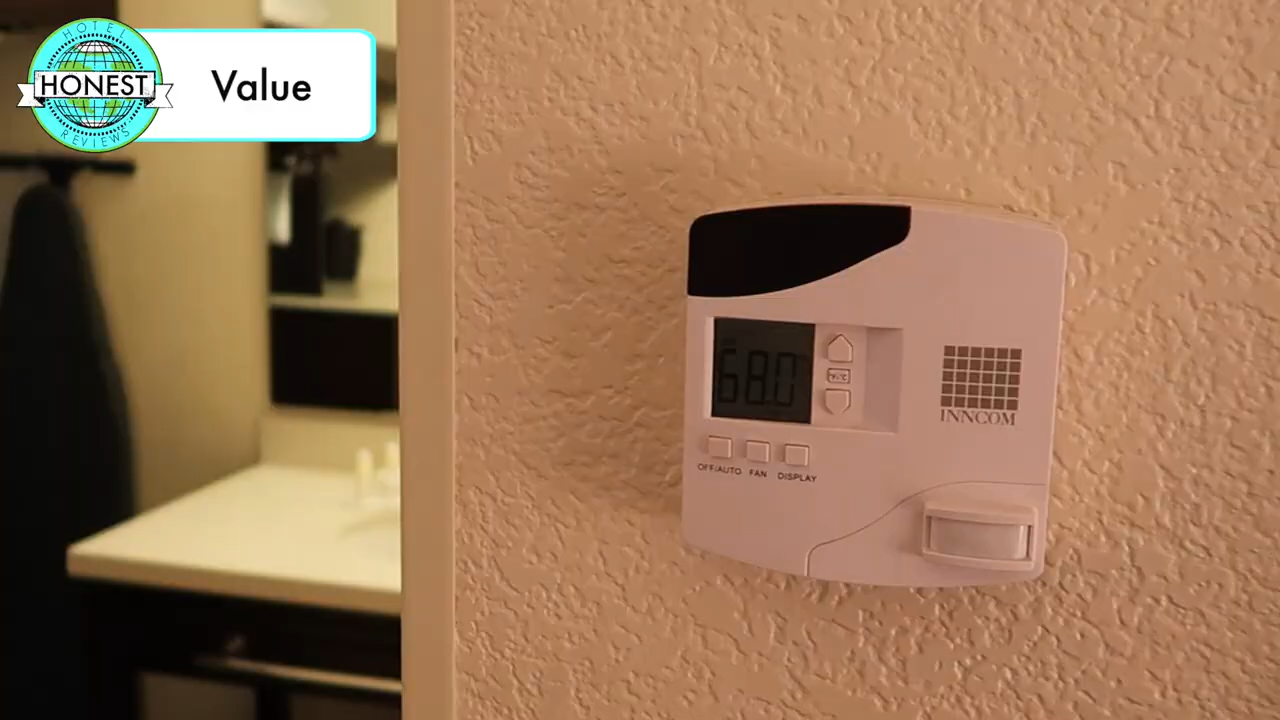 HOTEL
HONEST
REVIEWS
Value
68.0
°F/°C
INNCOM
OFF/AUTO FAN DISPLAY